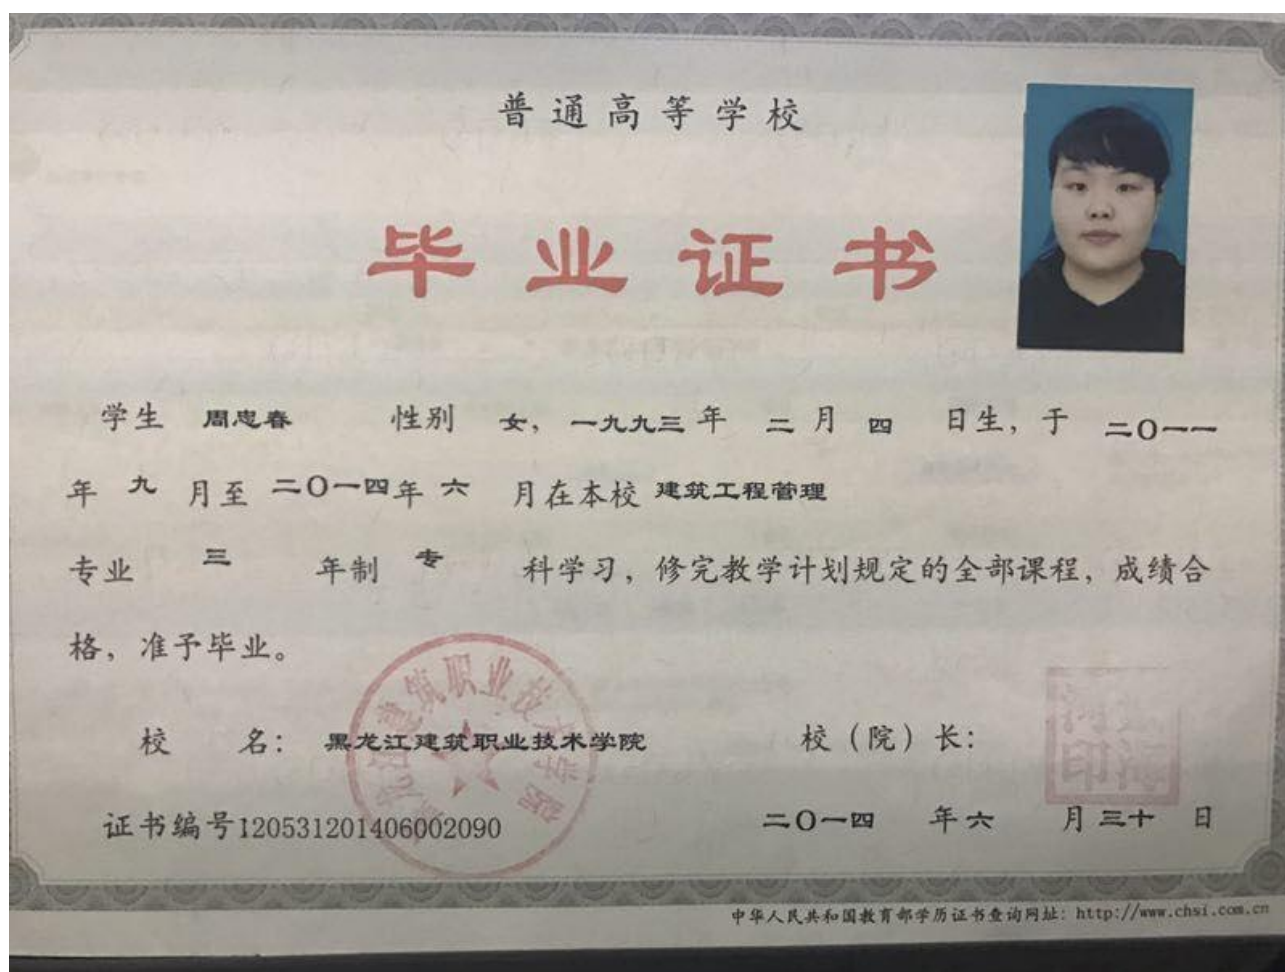 普通高等学校
毕业证书
学生 周忠春 性别 女，一九九三年 二月 四 日生，于 二〇一一
年 九 月至 二〇一四年 六 月在本校 建筑工程管理
专业 三 年制 专 科学习，修完教学计划规定的全部课程，成绩合
格，准予毕业。
校 名：黑龙江建筑职业技术学院 校（院）长：
证书编号120531201406002090 二〇一四 年六 月三十 日
中华人民共和国教育部学历证书查询网址：http://www.chsi.com.cn